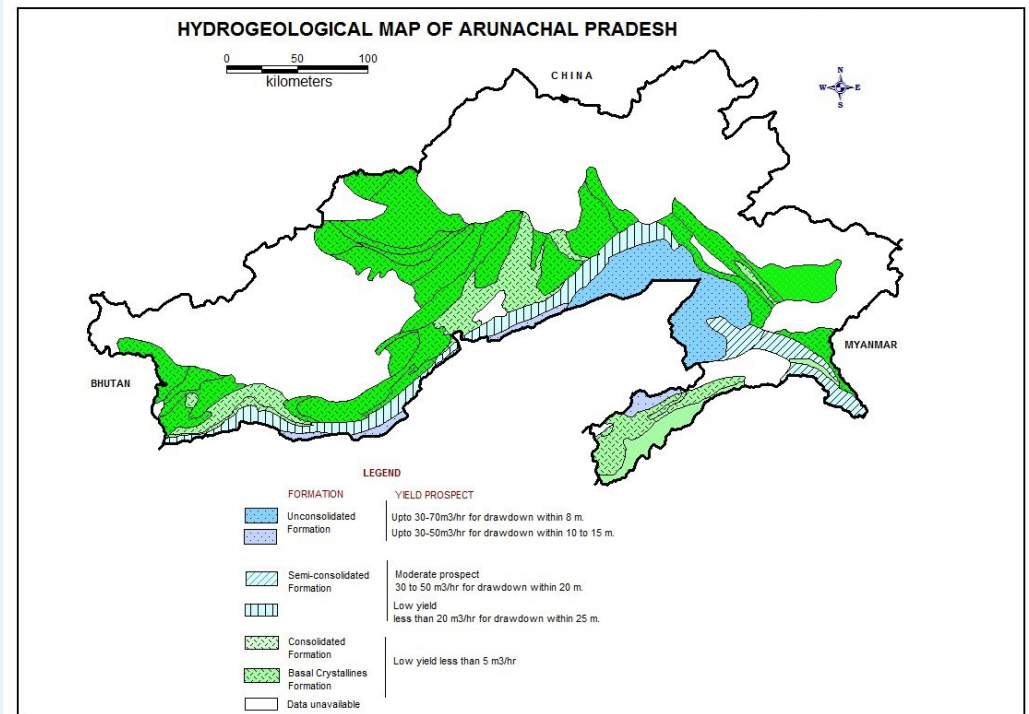 HYDROGEOLOGICAL MAP OF ARUNACHAL PRADESH
0 50 100
kilometers
CHINA
N
W E
S
MYANMAR
BHUTAN
LEGEND
FORMATION YIELD PROSPECT
Unconsolidated
Formation
Upto 30-70m3/hr for drawdown within 8 m.
Upto 30-50m3/hr for drawdown within 10 to 15 m.
Semi-consolidated
Formation
Moderate prospect
30 to 50 m3/hr for drawdown within 20 m.
Low yield
less than 20 m3/hr for drawdown within 25 m.
Consolidated
Formation
Low yield less than 5 m3/hr
Basal Crystallines
Formation
Data unavailable